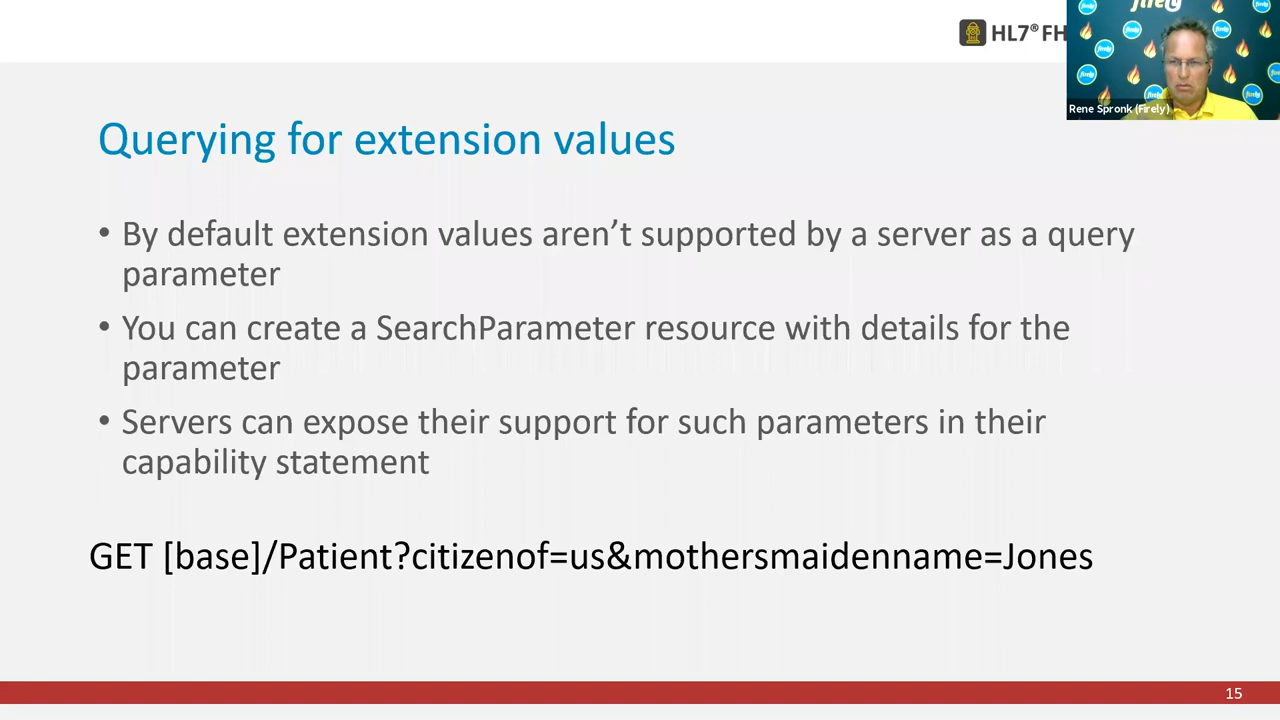 HL7® FH
firely
Rene Spronk (Firely)
Querying for extension values
• By default extension values aren’t supported by a server as a query
parameter
• You can create a SearchParameter resource with details for the
parameter
• Servers can expose their support for such parameters in their
capability statement
GET [base]/Patient?citizenof=us&mothersmaidenname=Jones
15